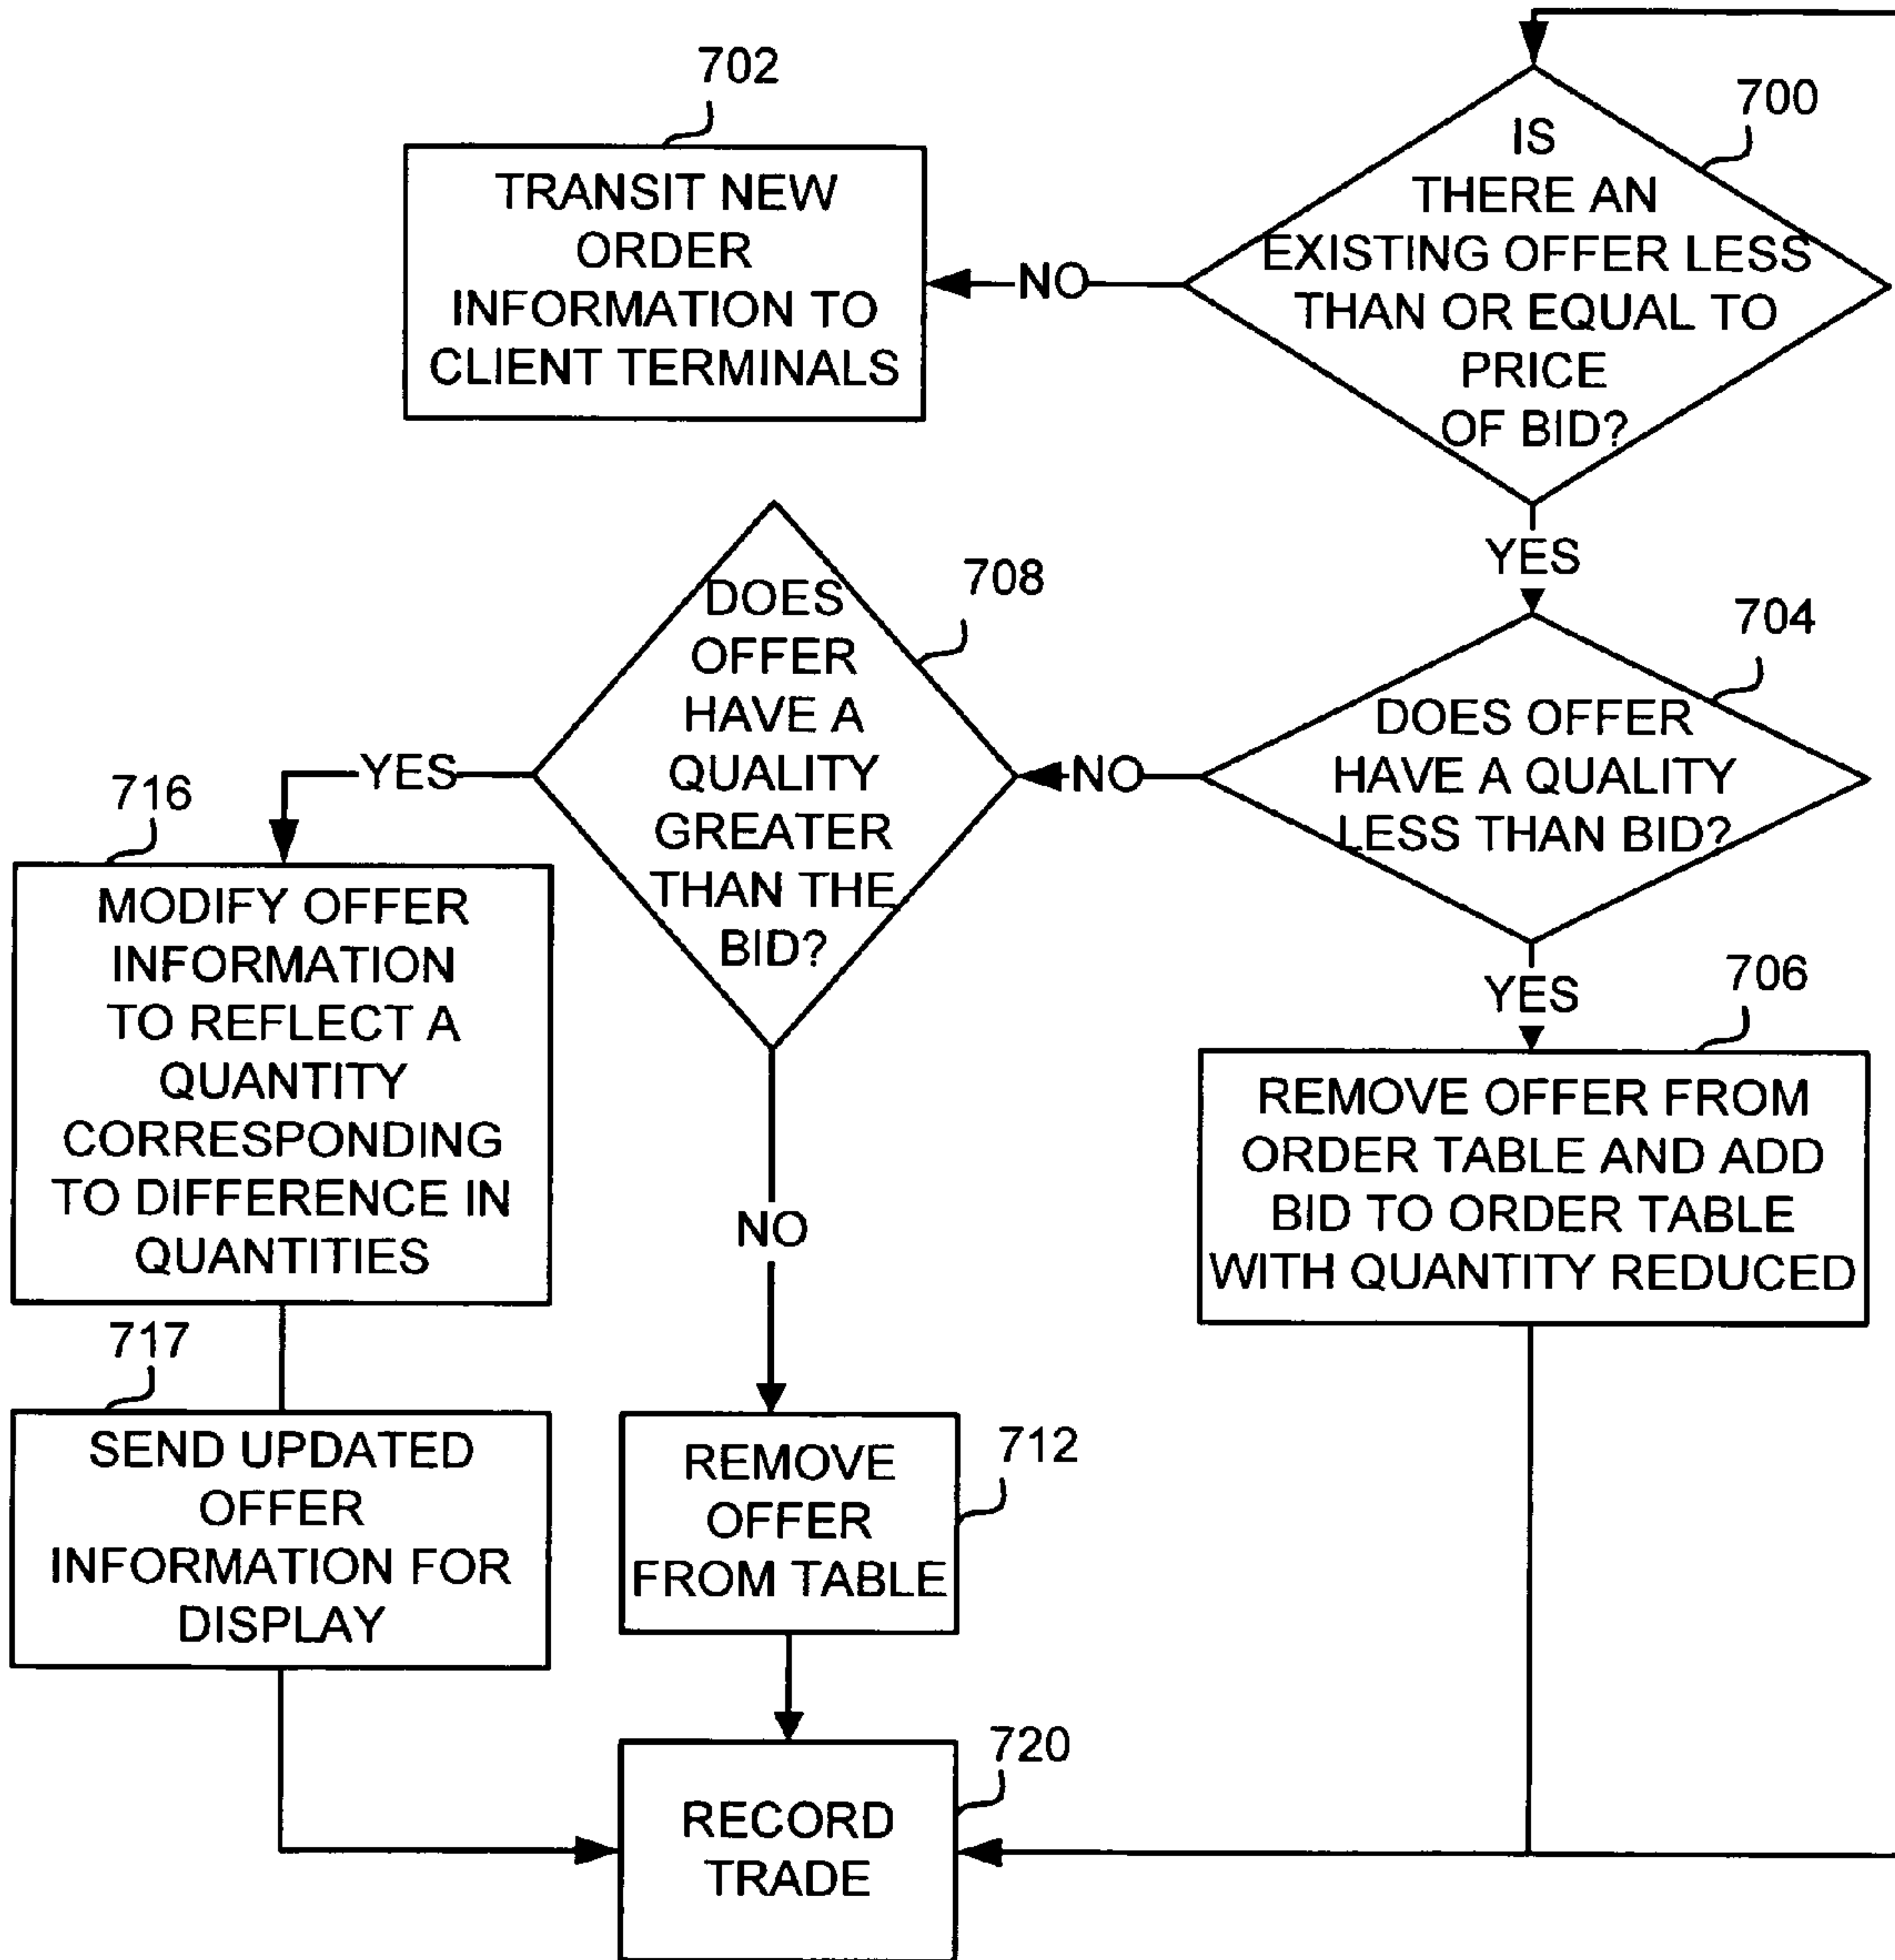 702
TRANSIT NEW
ORDER
INFORMATION TO
CLIENT TERMINALS
700
IS
THERE AN
EXISTING OFFER LESS
THAN OR EQUAL TO
PRICE
OF BID?
NO
YES
704
DOES OFFER
HAVE A QUALITY
LESS THAN BID?
NO
YES
708
DOES
OFFER
HAVE A
QUALITY
GREATER
THAN THE
BID?
YES
NO
706
REMOVE OFFER FROM
ORDER TABLE AND ADD
BID TO ORDER TABLE
WITH QUANTITY REDUCED
716
MODIFY OFFER
INFORMATION
TO REFLECT A
QUANTITY
CORRESPONDING
TO DIFFERENCE IN
QUANTITIES
717
SEND UPDATED
OFFER
INFORMATION FOR
DISPLAY
712
REMOVE
OFFER
FROM TABLE
720
RECORD
TRADE